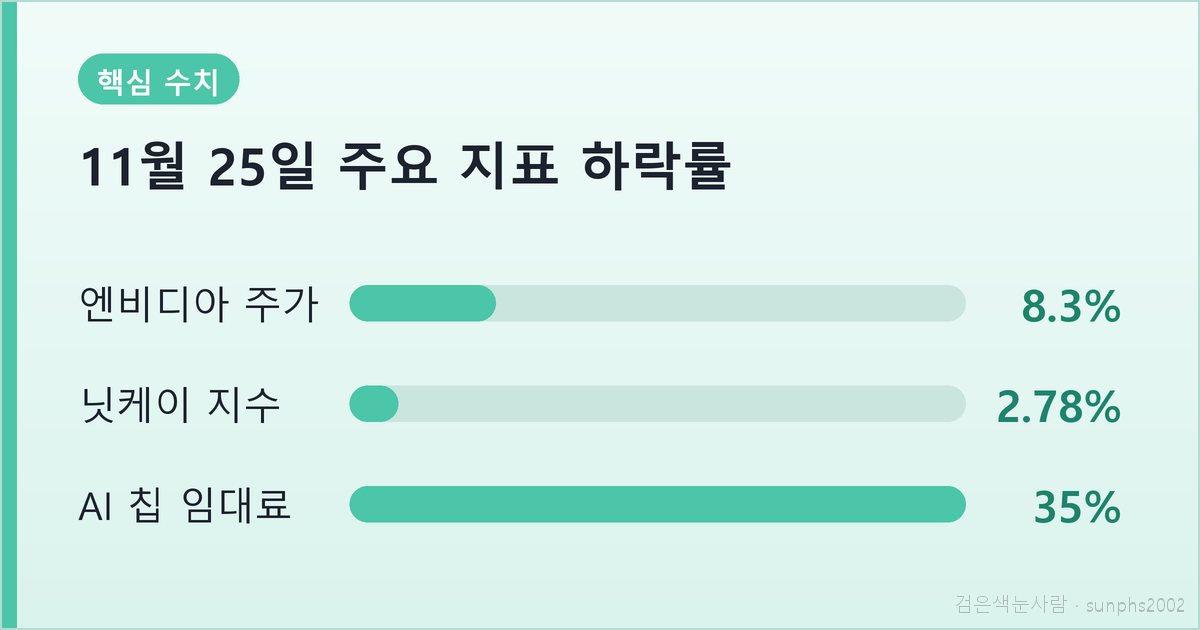 핵심 수치
11월 25일 주요 지표 하락률
엔비디아 주가 8.3%
닛케이 지수 2.78%
AI 칩 임대료 35%
검은색눈사람 · sunphs2002